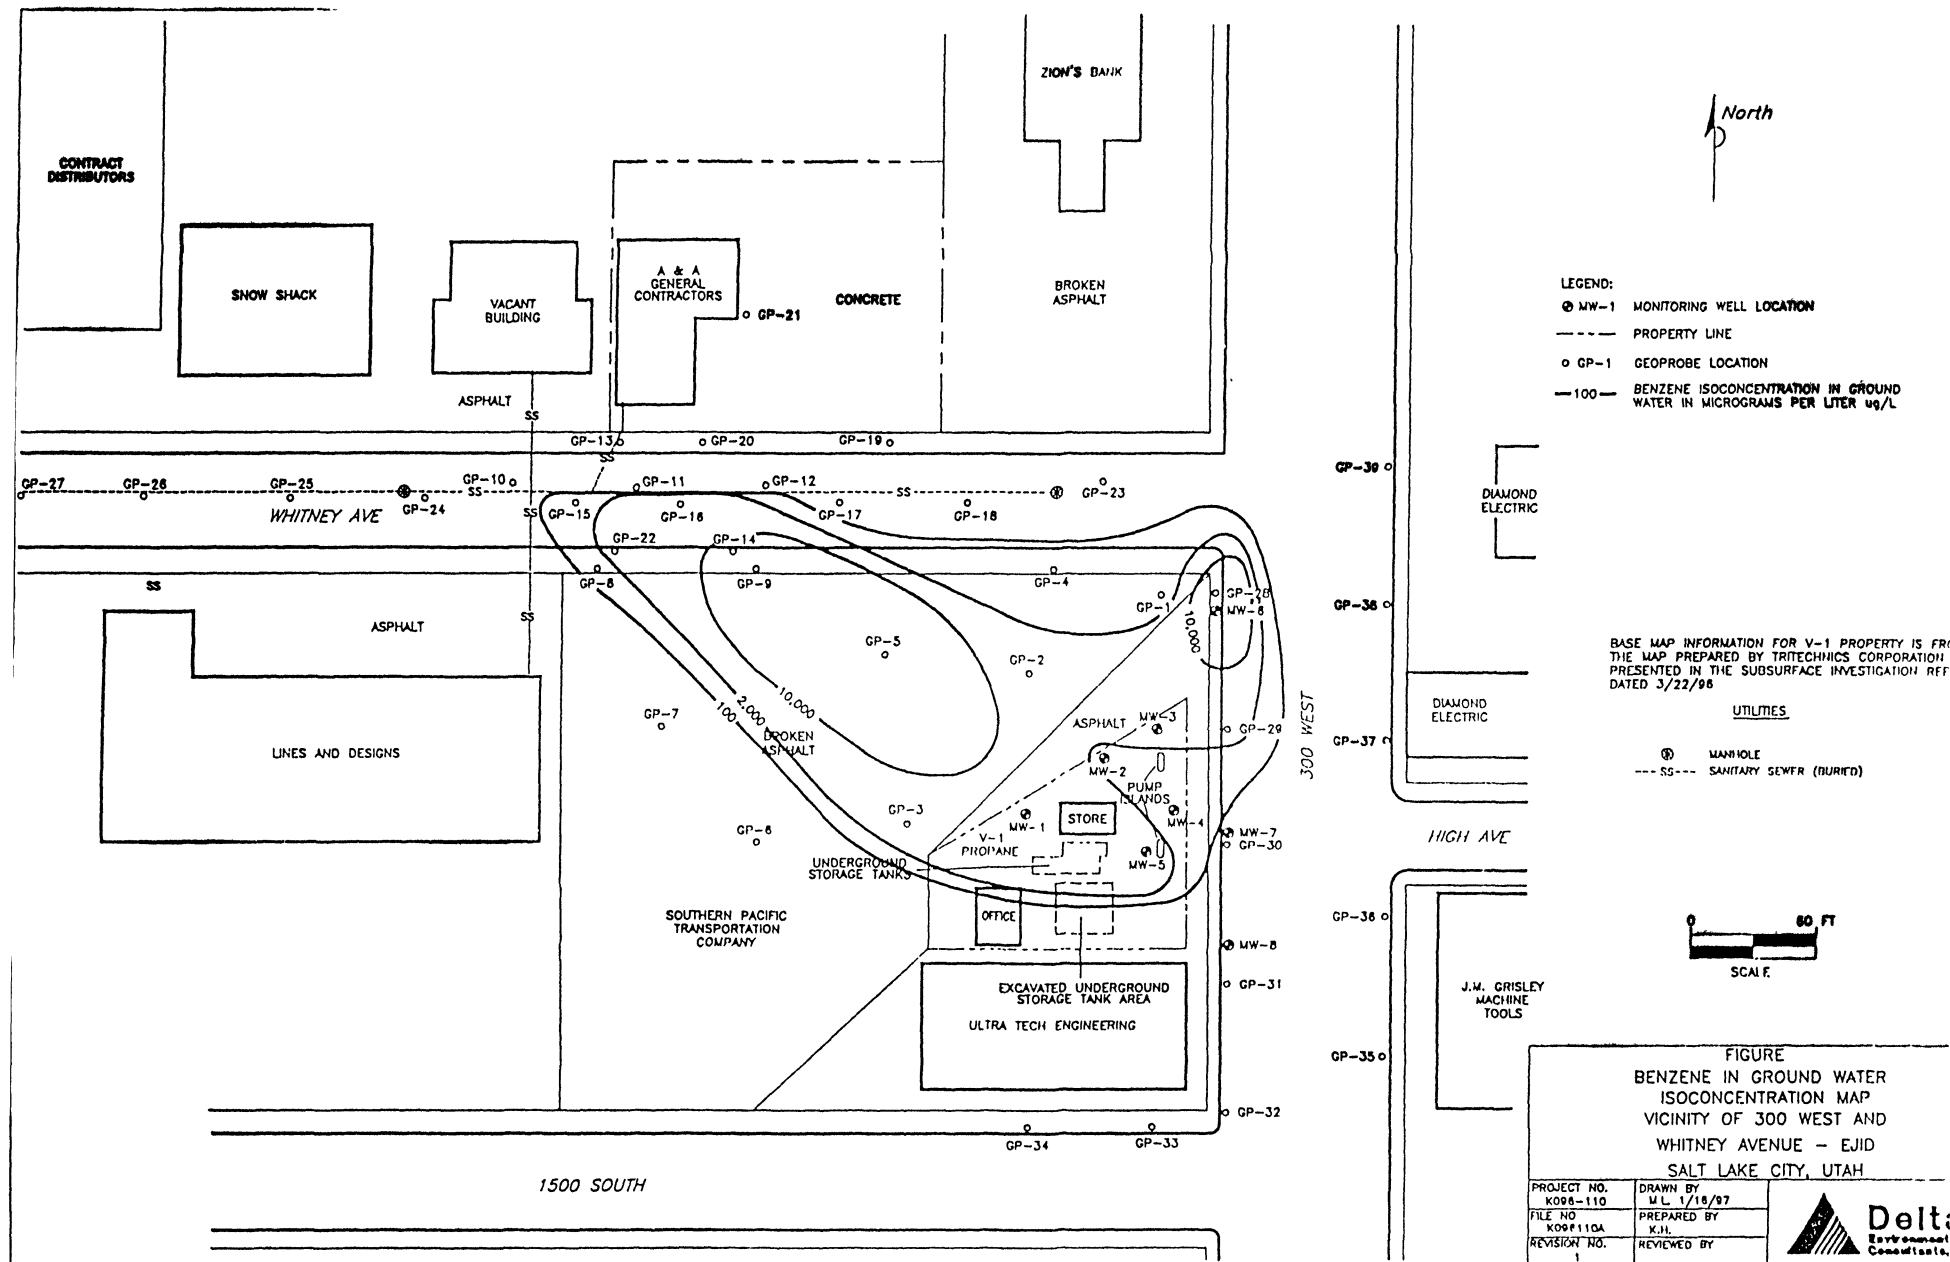 ZION'S BANK
North
CONTRACT
DISTRIBUTORS
SNOW SHACK
VACANT
BUILDING
A & A
GENERAL
CONTRACTORS
CONCRETE
BROKEN
ASPHALT
GP-21
LEGEND:
MW-1 MONITORING WELL LOCATION
PROPERTY LINE
GP-1 GEOPROBE LOCATION
100 BENZENE ISOCONCENTRATION IN GROUND
WATER IN MICROGRAMS PER LITER ug/L
ASPHALT
SS
GP-13
GP-20
GP-19
SS
GP-39
GP-27
GP-26
GP-25
GP-24
GP-10
SS
GP-11
GP-12
SS
GP-23
WHITNEY AVE
SS
GP-15
GP-16
GP-17
GP-18
DIAMOND
ELECTRIC
GP-22
GP-14
GP-8
GP-9
GP-4
SS
GP-1
GP-28
MW-6
GP-38
10,000
SS
ASPHALT
GP-5
GP-2
BASE MAP INFORMATION FOR V-1 PROPERTY IS FRO
THE MAP PREPARED BY TRITECHNICS CORPORATION
PRESENTED IN THE SUBSURFACE INVESTIGATION REF
DATED 3/22/96
UTILITIES
MANHOLE
SS SANITARY SEWER (BURIED)
10,000
2,000
100
GP-7
BROKEN
ASPHALT
ASPHALT
MW-3
GP-29
300 WEST
DIAMOND
ELECTRIC
GP-37
LINES AND DESIGNS
MW-2
PUMP
ISLANDS
GP-3
MW-1
STORE
MW-4
GP-6
V-1
PROPANE
MW-5
MW-7
GP-30
HIGH AVE
UNDERGROUND
STORAGE TANKS
OFFICE
SOUTHERN PACIFIC
TRANSPORTATION
COMPANY
GP-36
0 60 FT
SCALE
MW-8
GP-31
EXCAVATED UNDERGROUND
STORAGE TANK AREA
ULTRA TECH ENGINEERING
J.M. GRISLEY
MACHINE
TOOLS
GP-35
GP-32
GP-34
GP-33
1500 SOUTH
FIGURE
BENZENE IN GROUND WATER
ISOCONCENTRATION MAP
VICINITY OF 300 WEST AND
WHITNEY AVENUE - EJID
SALT LAKE CITY, UTAH
PROJECT NO.
K096-110
DRAWN BY
M.L. 1/16/97
FILE NO
K096110A
PREPARED BY
K.H.
REVISION NO.
1
REVIEWED BY
Delta
Environment
Consultants,